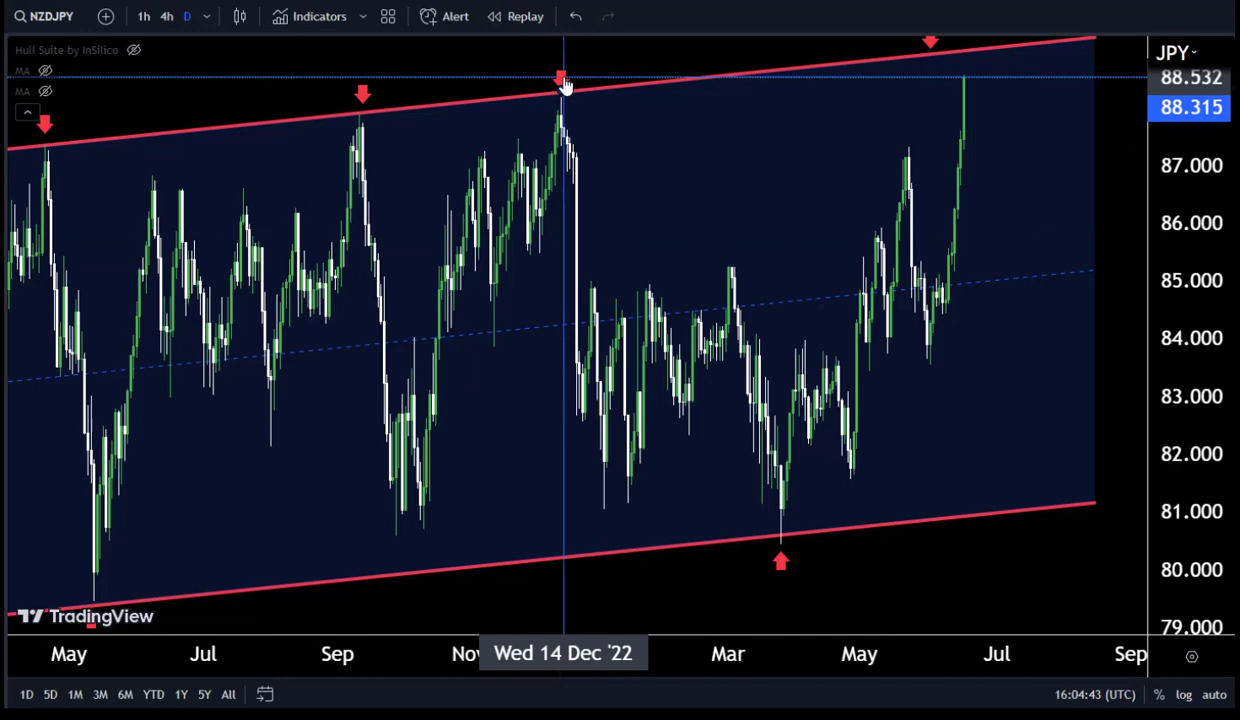 NZDJPY 1h 4h D Indicators Alert Replay
Hull Suite by InSilico
MA
MA
JPY
88.532
88.315
87.000
86.000
85.000
84.000
83.000
82.000
81.000
80.000
79.000
TradingView
May Jul Sep Nov Wed 14 Dec '22 Mar May Jul Sep
1D 5D 1M 3M 6M YTD 1Y 5Y All 16:04:43 (UTC) % log auto